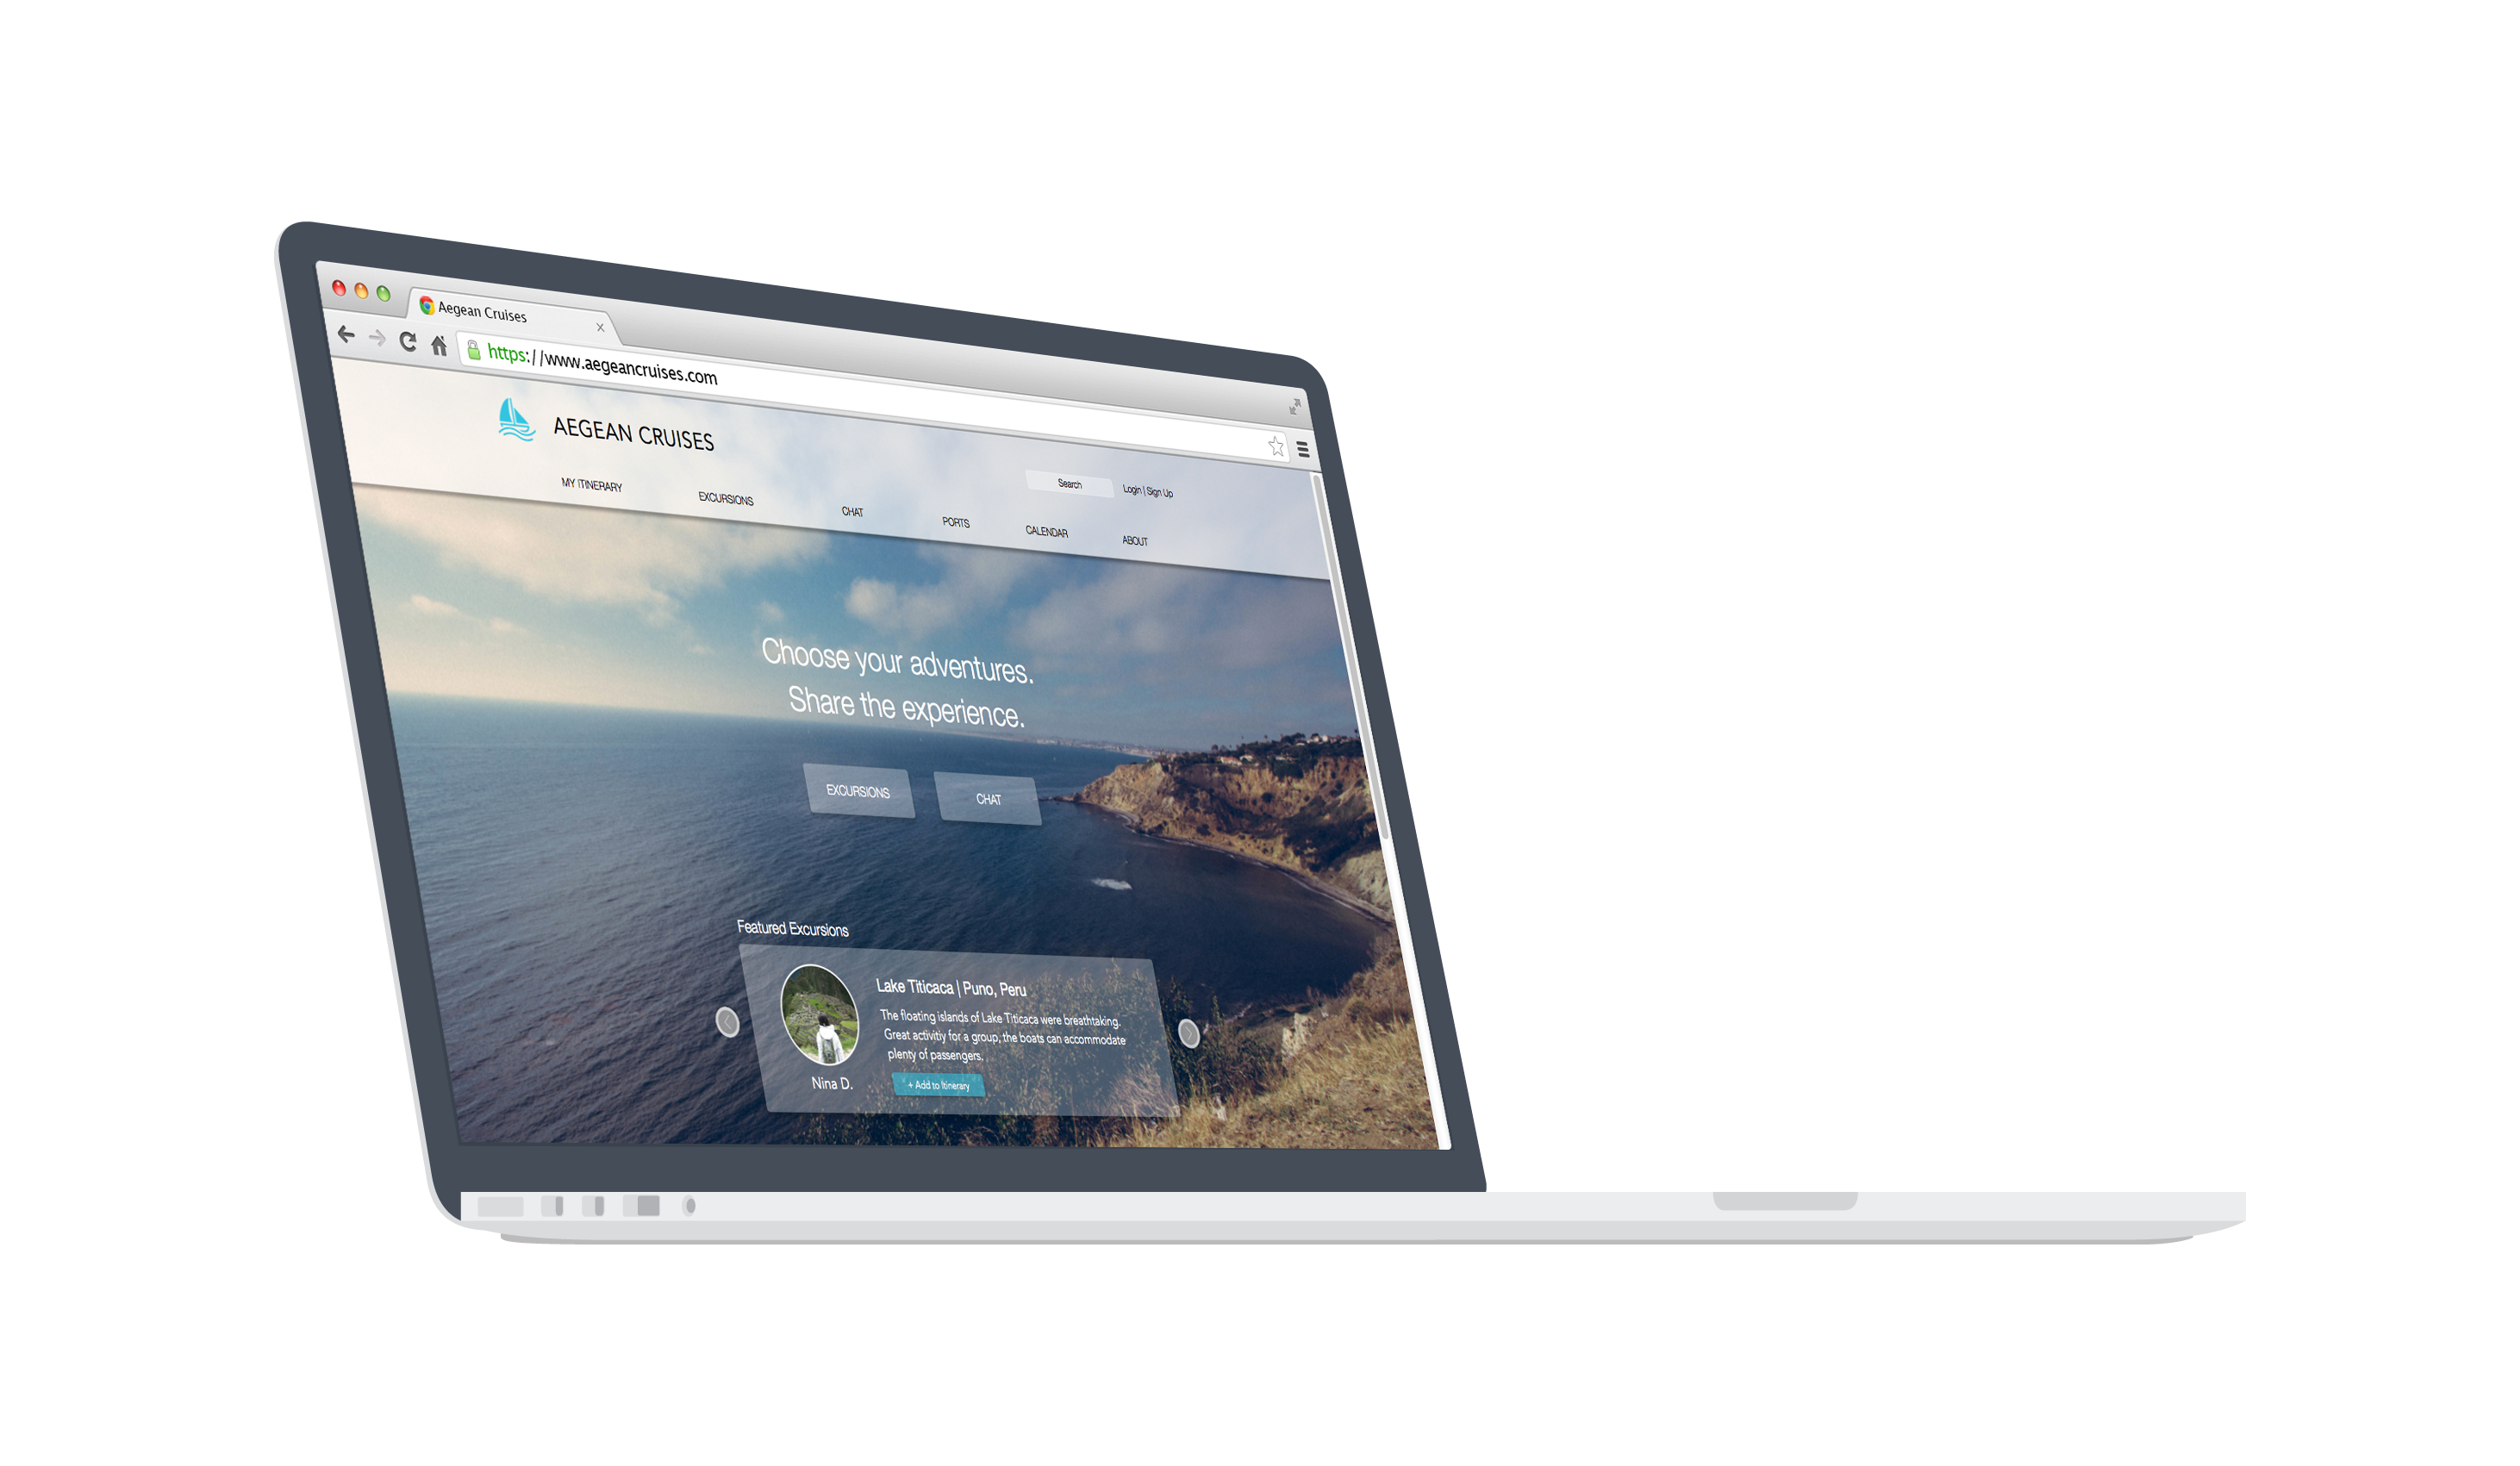 Aegean Cruises
https://www.aegeancruises.com
AEGEAN CRUISES
Search
Login | Sign Up
MY ITINERARY
EXCURSIONS
CHAT
PORTS
CALENDAR
ABOUT
Choose your adventures.
Share the experience.
EXCURSIONS
CHAT
Featured Excursions
Lake Titicaca | Puno, Peru
The floating islands of Lake Titicaca were breathtaking.
Great activitiy for a group, the boats can accommodate
plenty of passengers.
Nina D.
+ Add to Itinerary